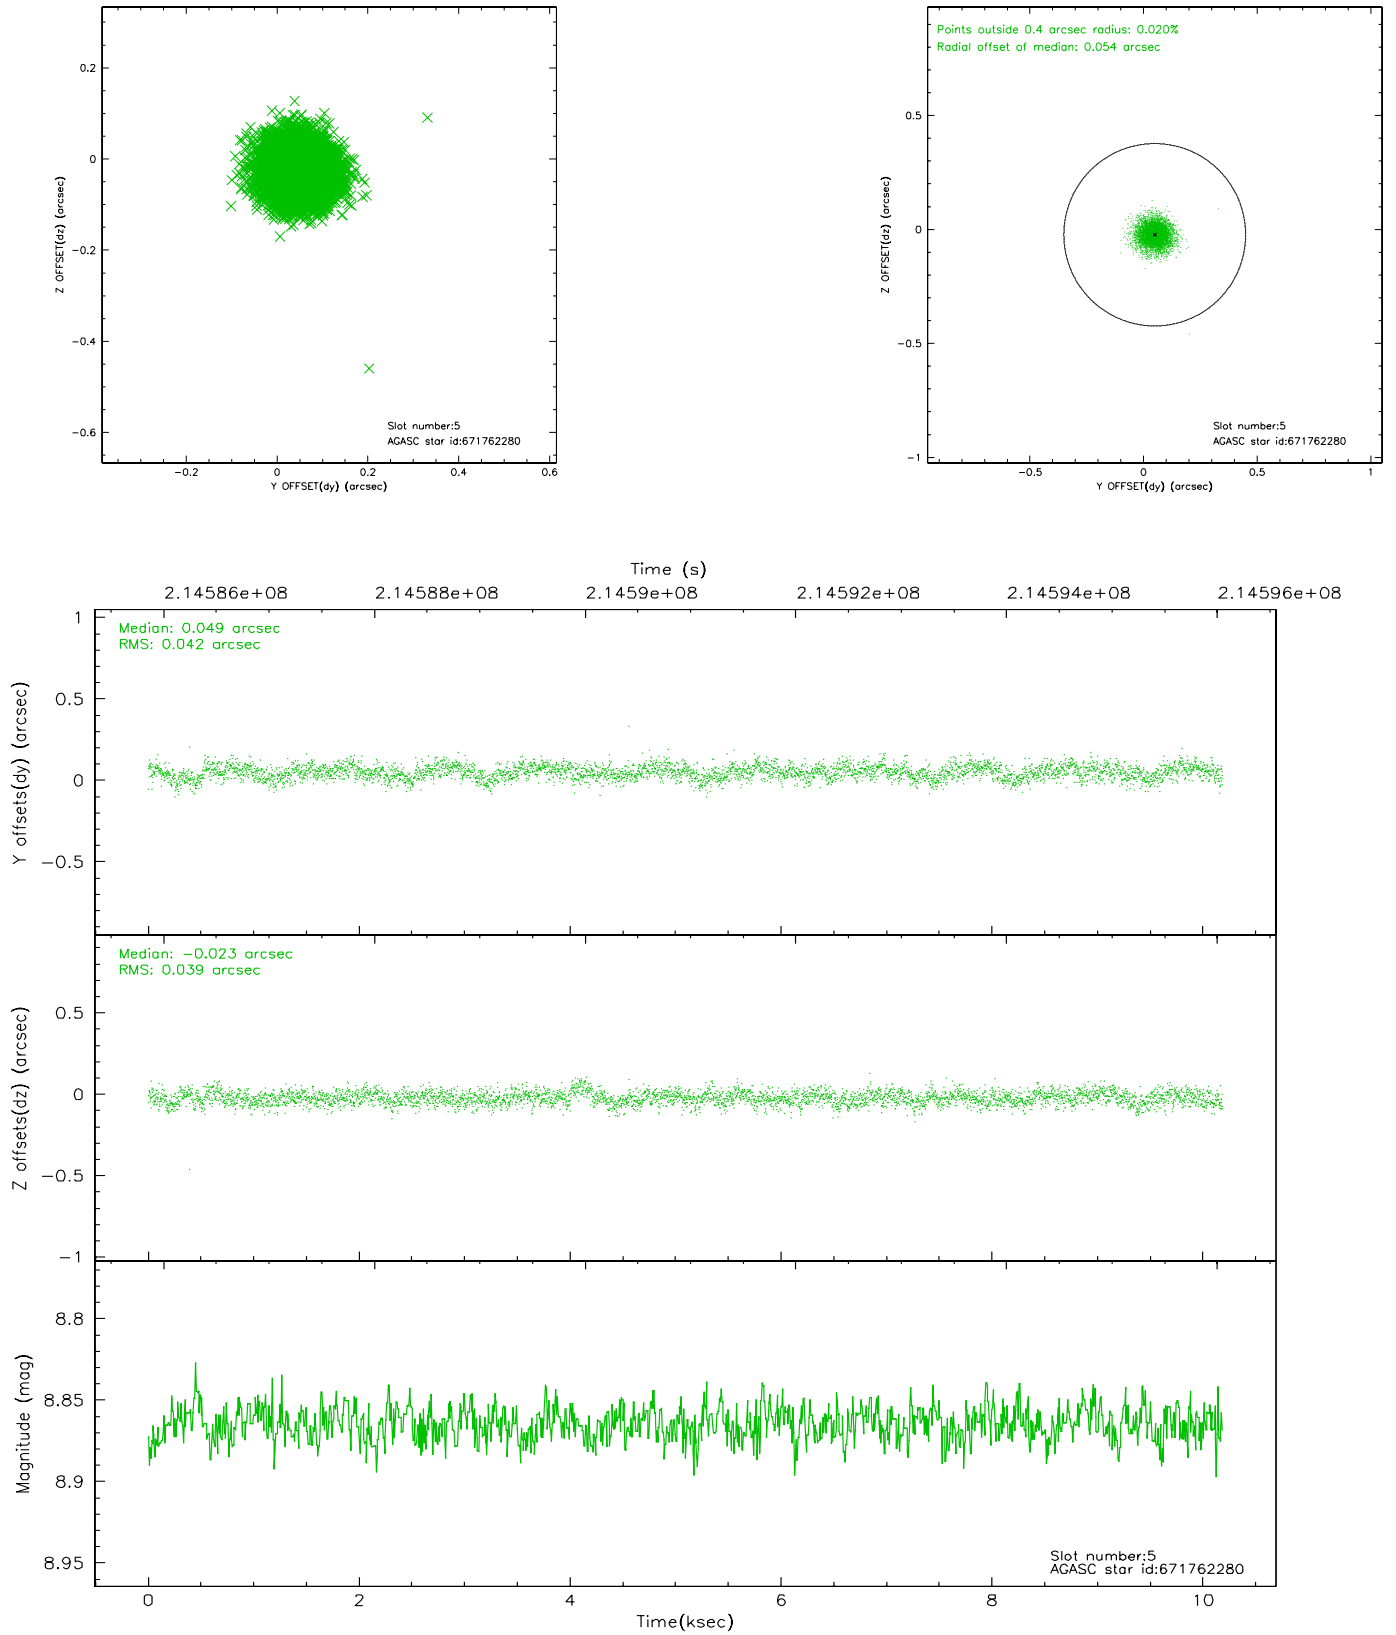 0.2
0
−0.2
−0.4
−0.6
Z OFFSET(dz) (arcsec)
Slot number:5
AGASC star id:671762280
−0.2 0 0.2 0.4 0.6
Y OFFSET(dy) (arcsec)
Points outside 0.4 arcsec radius: 0.020%
Radial offset of median: 0.054 arcsec
0.5
0
−0.5
−1
Z OFFSET(dz) (arcsec)
Slot number:5
AGASC star id:671762280
−0.5 0 0.5 1
Y OFFSET(dy) (arcsec)
Time (s)
2.14586e+08 2.14588e+08 2.1459e+08 2.14592e+08 2.14594e+08 2.14596e+08
Median: 0.049 arcsec
RMS: 0.042 arcsec
1
0.5
0
−0.5
Y offsets(dy) (arcsec)
Median: −0.023 arcsec
RMS: 0.039 arcsec
0.5
0
−0.5
−1
Z offsets(dz) (arcsec)
8.8
8.85
8.9
8.95
Magnitude (mag)
Slot number:5
AGASC star id:671762280
0 2 4 6 8 10
Time(ksec)